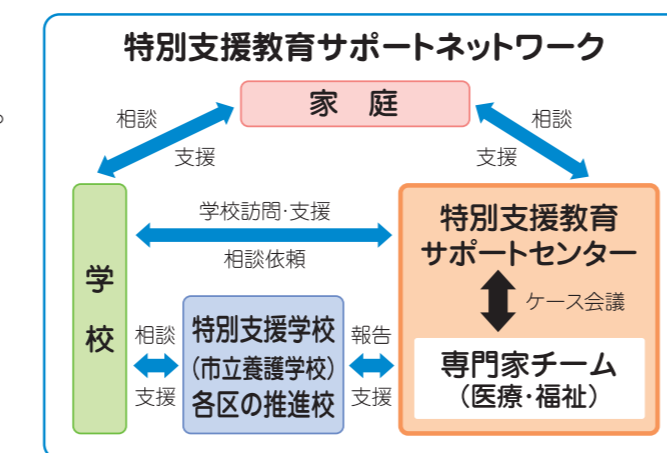 特別支援教育サポートネットワーク
。
家 庭
相談
支援
相談
支援
学校
学校訪問・支援
相談依頼
特別支援教育
サポートセンター
ケース会議
専門家チーム
(医療・福祉)
相談
支援
特別支援学校
(市立養護学校)
各区の推進校
報告
支援